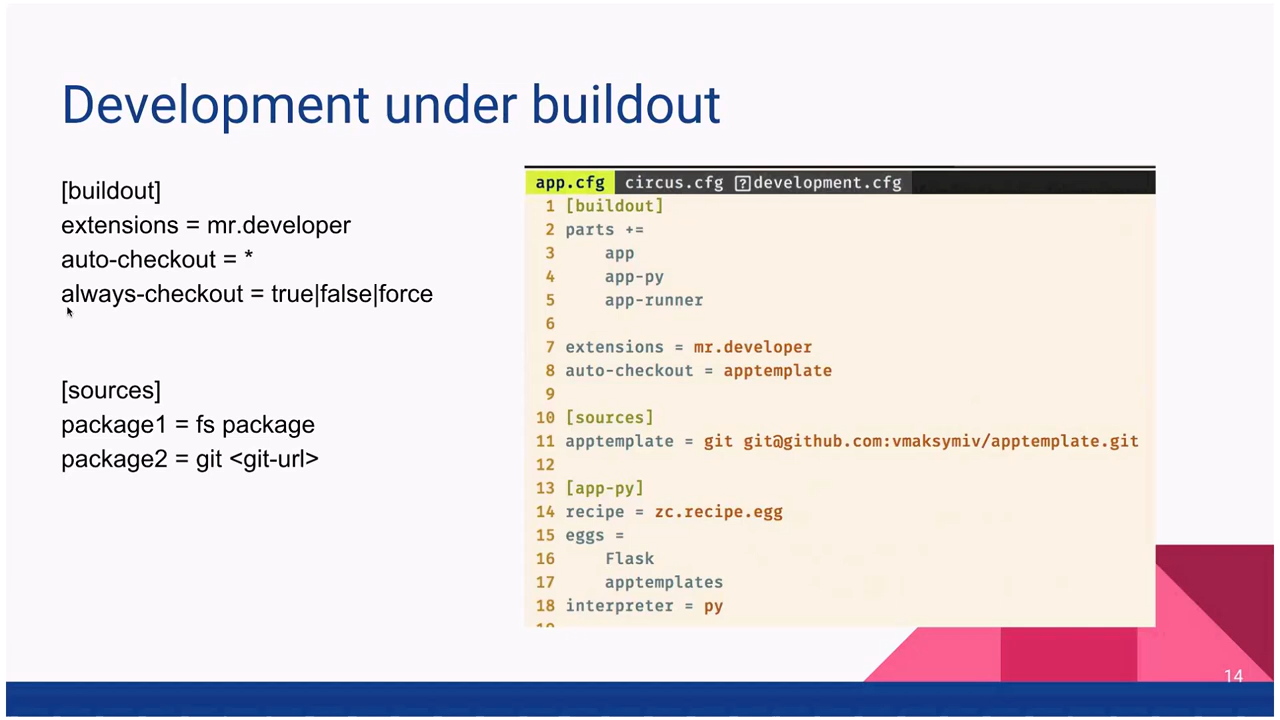 Development under buildout
[buildout]
extensions = mr.developer
auto-checkout = *
always-checkout = true|false|force
[sources]
package1 = fs package
package2 = git <git-url>
app.cfg circus.cfg ?development.cfg
1 [buildout]
2 parts +=
3 app
4 app-py
5 app-runner
6
7 extensions = mr.developer
8 auto-checkout = apptemplate
9
10 [sources]
11 apptemplate = git git@github.com:vmaksymiv/apptemplate.git
12
13 [app-py]
14 recipe = zc.recipe.egg
15 eggs =
16 Flask
17 apptemplates
18 interpreter = py
14